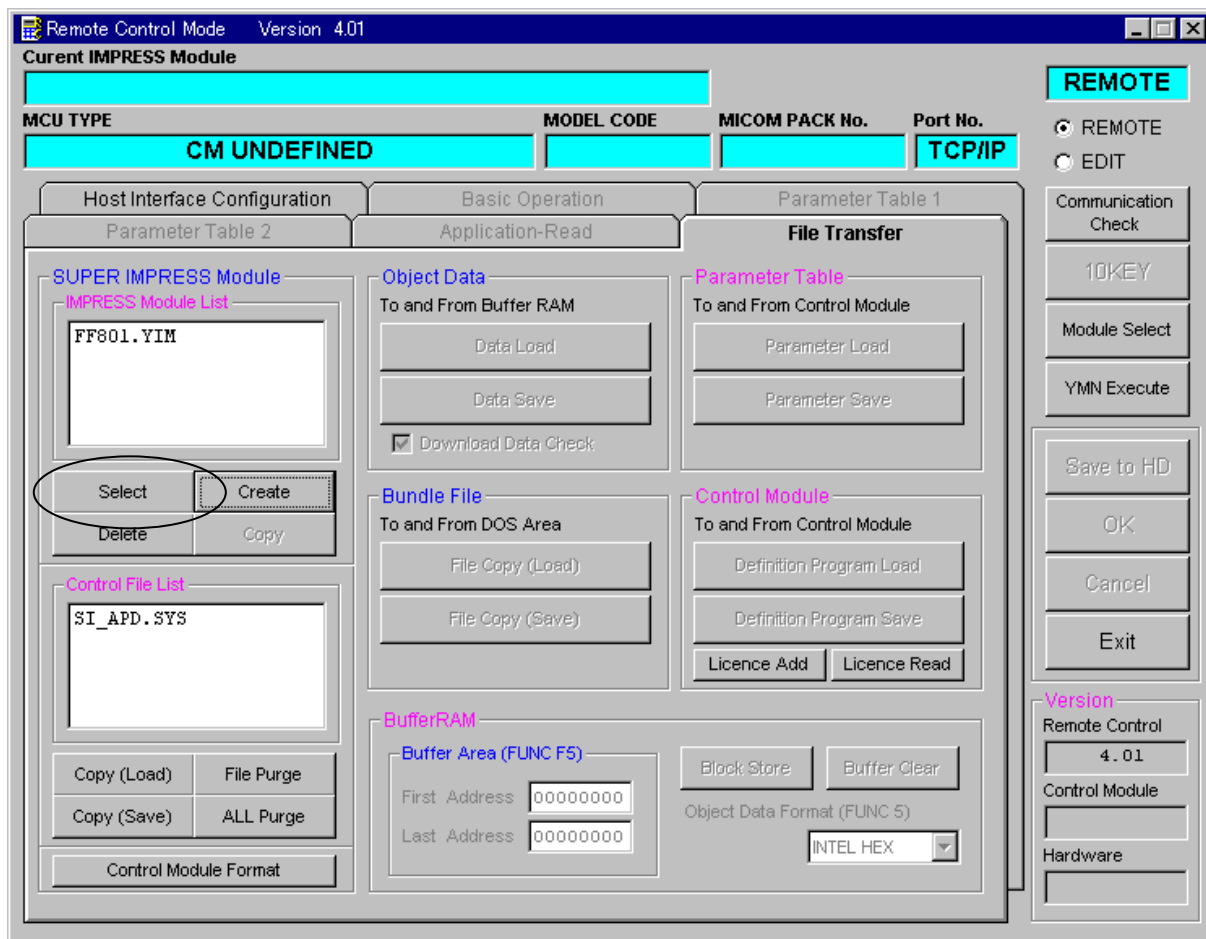 Remote Control Mode Version 4.01
Curent IMPRESS Module
REMOTE
MCU TYPE MODEL CODE MICOM PACK No. Port No.
CM UNDEFINED TCP/IP
REMOTE
EDIT
Host Interface Configuration Basic Operation Parameter Table 1
Parameter Table 2 Application-Read File Transfer
SUPER IMPRESS Module
IMPRESS Module List
FF801.YIM
Select Create
Delete Copy
Control File List
SI_APD.SYS
Copy (Load) File Purge
Copy (Save) ALL Purge
Control Module Format
Object Data
To and From Buffer RAM
Data Load
Data Save
Download Data Check
Parameter Table
To and From Control Module
Parameter Load
Parameter Save
Bundle File
To and From DOS Area
File Copy (Load)
File Copy (Save)
Control Module
To and From Control Module
Definition Program Load
Definition Program Save
Licence Add Licence Read
BufferRAM
Buffer Area (FUNC F5)
First Address 00000000
Last Address 00000000
Block Store Buffer Clear
Object Data Format (FUNC 5)
INTEL HEX
Communication
Check
10KEY
Module Select
YMN Execute
Save to HD
OK
Cancel
Exit
Version
Remote Control
4.01
Control Module
Hardware